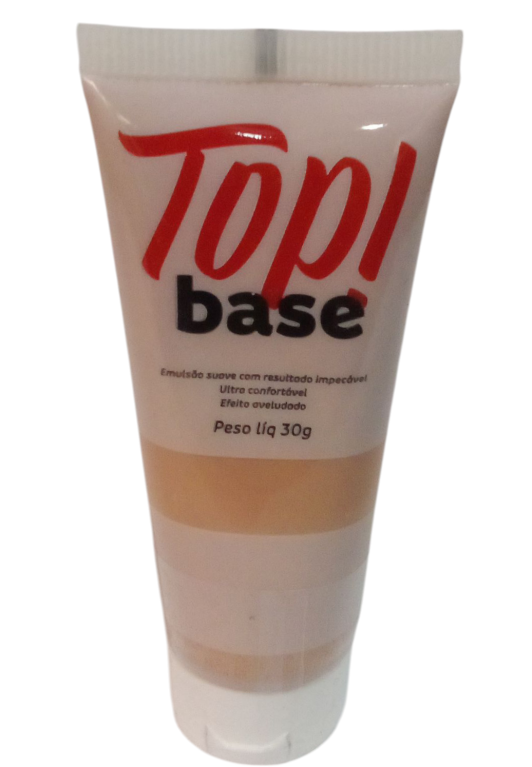 Top!
base
Emulsão suave com resultado impecável
Ultra confortável
Efeito aveludado
Peso líq 30g